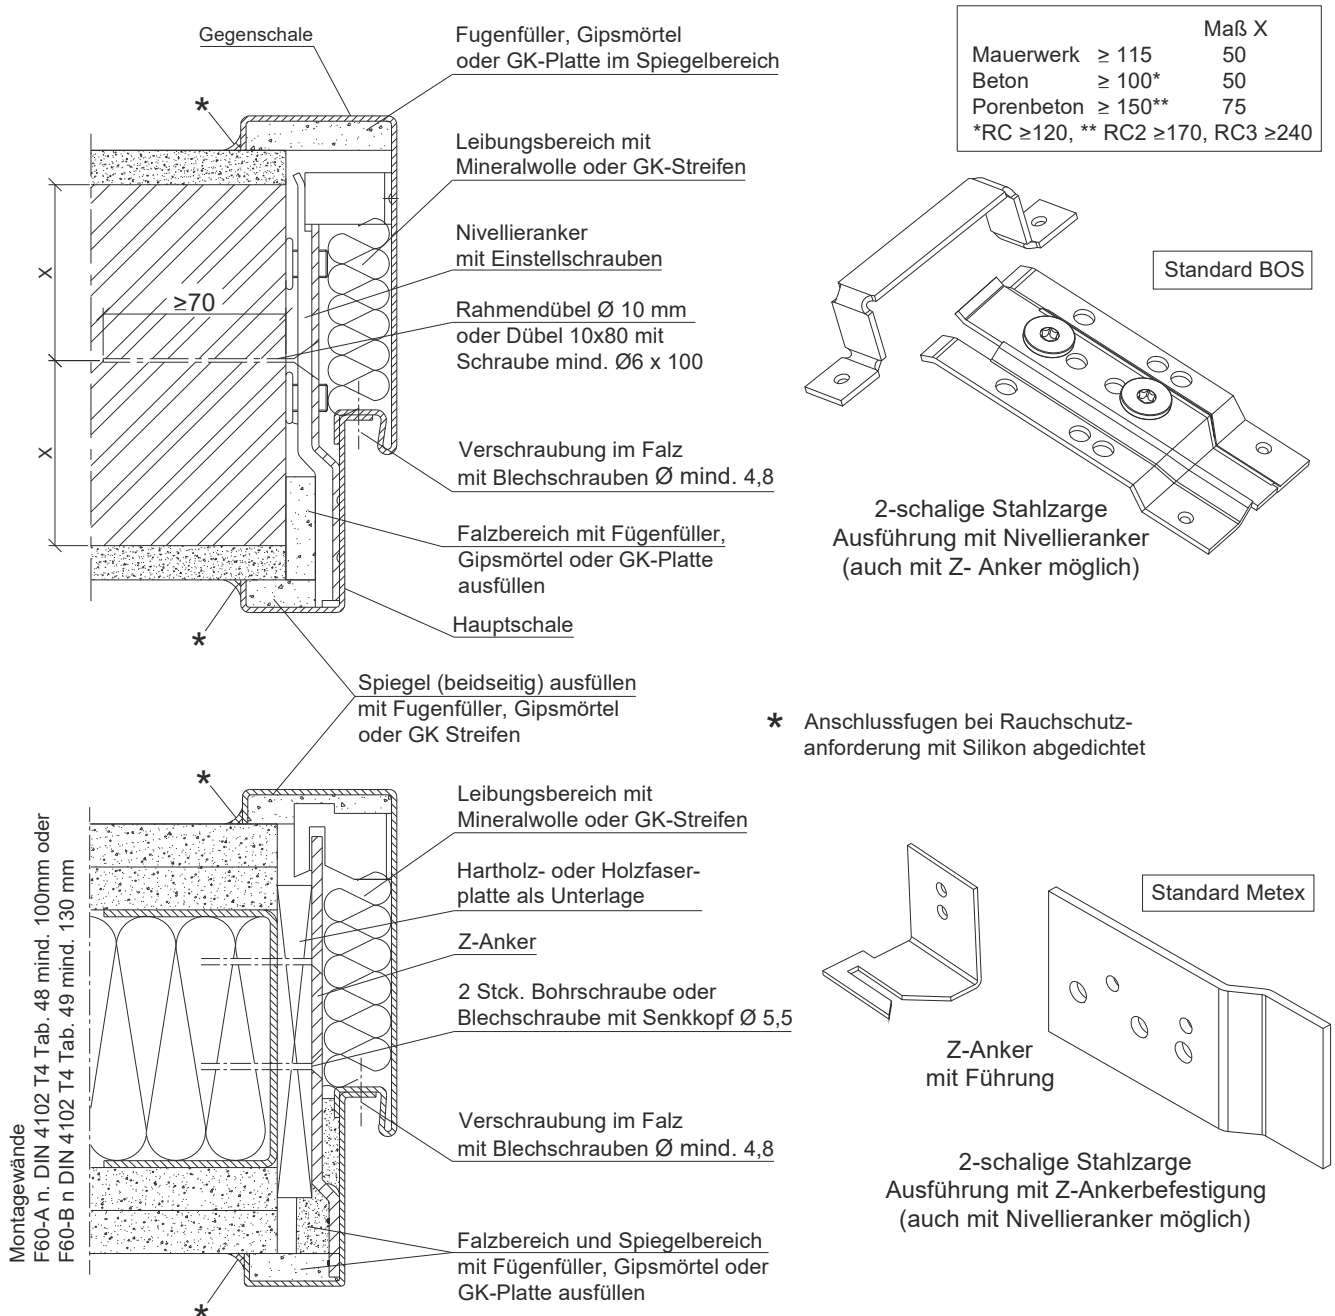 Gegenschale
Fugenfüller, Gipsmörtel
oder GK-Platte im Spiegelbereich
*
Leibungsbereich mit
Mineralwolle oder GK-Streifen
Nivellieranker
mit Einstellschrauben
X
≥70
Rahmendübel Ø 10 mm
oder Dübel 10x80 mit
Schraube mind. Ø6 x 100
X
Verschraubung im Falz
mit Blechschrauben Ø mind. 4,8
Falzbereich mit Fügenfüller,
Gipsmörtel oder GK-Platte
ausfüllen
*
Hauptschale
Maß X
Mauerwerk ≥ 115 50
Beton ≥ 100* 50
Porenbeton ≥ 150** 75
*RC ≥120, ** RC2 ≥170, RC3 ≥240
Standard BOS
2-schalige Stahlzarge
Ausführung mit Nivellieranker
(auch mit Z- Anker möglich)
Spiegel (beidseitig) ausfüllen
mit Fugenfüller, Gipsmörtel
oder GK Streifen
* Anschlussfugen bei Rauchschutz-
anforderung mit Silikon abgedichtet
*
Leibungsbereich mit
Mineralwolle oder GK-Streifen
Hartholz- oder Holzfaser-
platte als Unterlage
Z-Anker
2 Stck. Bohrschraube oder
Blechschraube mit Senkkopf Ø 5,5
Verschraubung im Falz
mit Blechschrauben Ø mind. 4,8
Falzbereich und Spiegelbereich
mit Fügenfüller, Gipsmörtel oder
GK-Platte ausfüllen
*
Montagewände
F60-A n. DIN 4102 T4 Tab. 48 mind. 100mm oder
F60-B n DIN 4102 T4 Tab. 49 mind. 130 mm
Standard Metex
Z-Anker
mit Führung
2-schalige Stahlzarge
Ausführung mit Z-Ankerbefestigung
(auch mit Nivellieranker möglich)